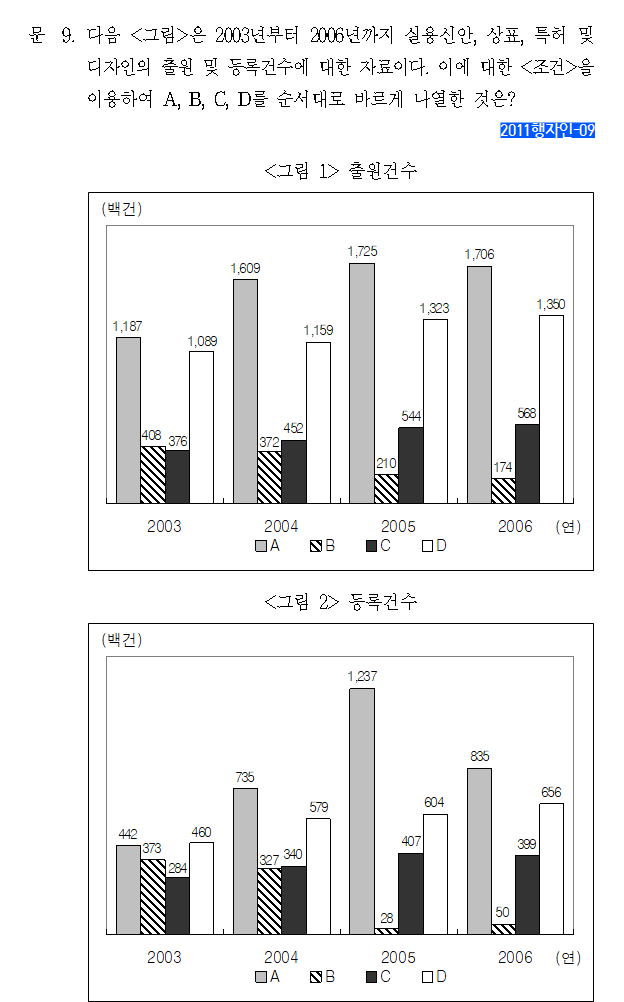 문 9. 다음 <그림>은 2003년부터 2006년까지 실용신안, 상표, 특허 및
디자인의 출원 및 등록건수에 대한 자료이다. 이에 대한 <조건>을
이용하여 A, B, C, D를 순서대로 바르게 나열한 것은?
2011행자인-09
<그림 1> 출원건수
(백건)
1,187 408 376 1,089
1,609 372 452 1,159
1,725 210 544 1,323
1,706 174 568 1,350
2003 2004 2005 2006 (연)
A B C D
<그림 2> 등록건수
(백건)
442 373 284 460
735 327 340 579
1,237 28 407 604
835 50 399 656
2003 2004 2005 2006 (연)
A B C D